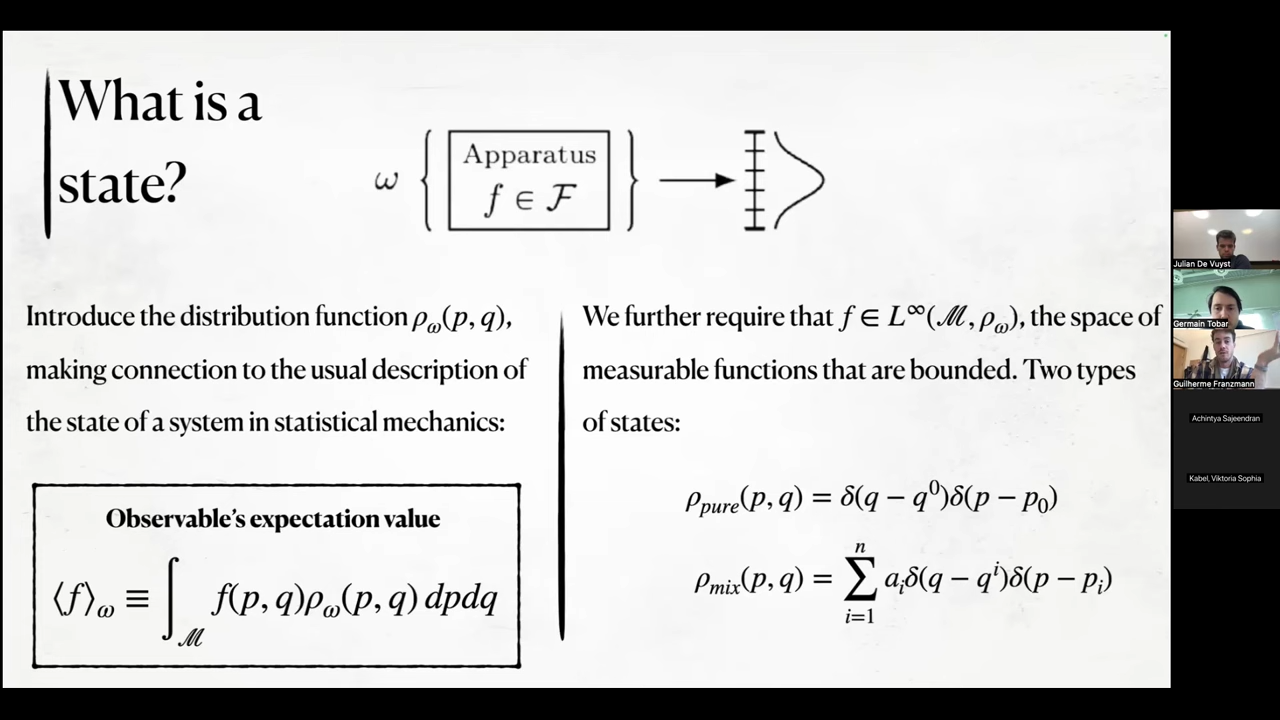 What is a
state?
ω { Apparatus
f ∈ ℱ }
Introduce the distribution function ρ_ω(p, q),
making connection to the usual description of
the state of a system in statistical mechanics:
Observable's expectation value
⟨f⟩_ω ≡ ∫_ℳ f(p, q)ρ_ω(p, q) dpdq
We further require that f ∈ L^∞(ℳ, ρ_ω), the space of
measurable functions that are bounded. Two types
of states:
ρ_pure(p, q) = δ(q − q^0)δ(p − p_0)
ρ_mix(p, q) = ∑_{i=1}^{n} a_iδ(q − q^i)δ(p − p_i)
Julian De Vuyst
Germain Tobar
Guilherme Franzmann
Achintya Sajeendran
Kabel, Viktoria Sophia